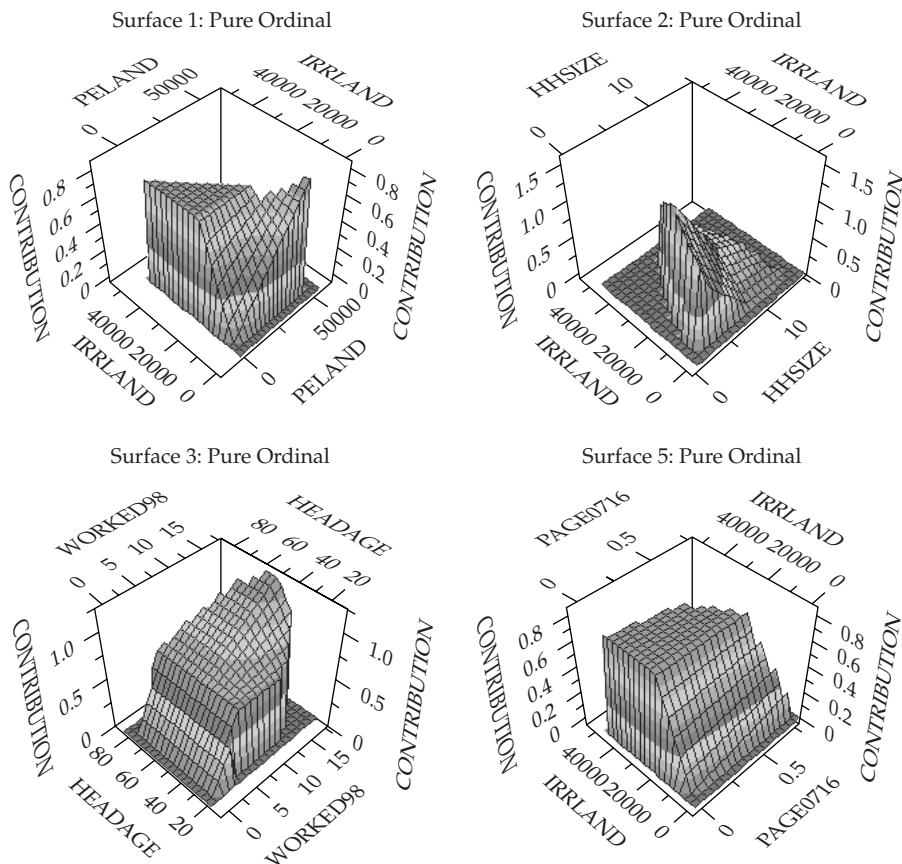 Surface 1: Pure Ordinal
PELAND
0
50000
IRRLAND
40000
20000
0
CONTRIBUTION
0.8
0.6
0.4
0.2
0
CONTRIBUTION
0.8
0.6
0.4
0.2
0
IRRLAND
40000
20000
0
PELAND
0
50000
Surface 2: Pure Ordinal
HHSIZE
0
10
IRRLAND
40000
20000
0
CONTRIBUTION
1.5
1.0
0.5
0
CONTRIBUTION
1.5
1.0
0.5
0
IRRLAND
40000
20000
0
HHSIZE
0
10
Surface 3: Pure Ordinal
WORKED98
0
5
10
15
HEADAGE
80
60
40
20
CONTRIBUTION
1.0
0.5
0
CONTRIBUTION
1.0
0.5
0
HEADAGE
80
60
40
20
WORKED98
0
5
10
15
Surface 5: Pure Ordinal
PAGE0716
0
0.5
IRRLAND
40000
20000
0
CONTRIBUTION
0.8
0.6
0.4
0.2
0
CONTRIBUTION
0.8
0.6
0.4
0.2
0
IRRLAND
40000
20000
0
PAGE0716
0
0.5